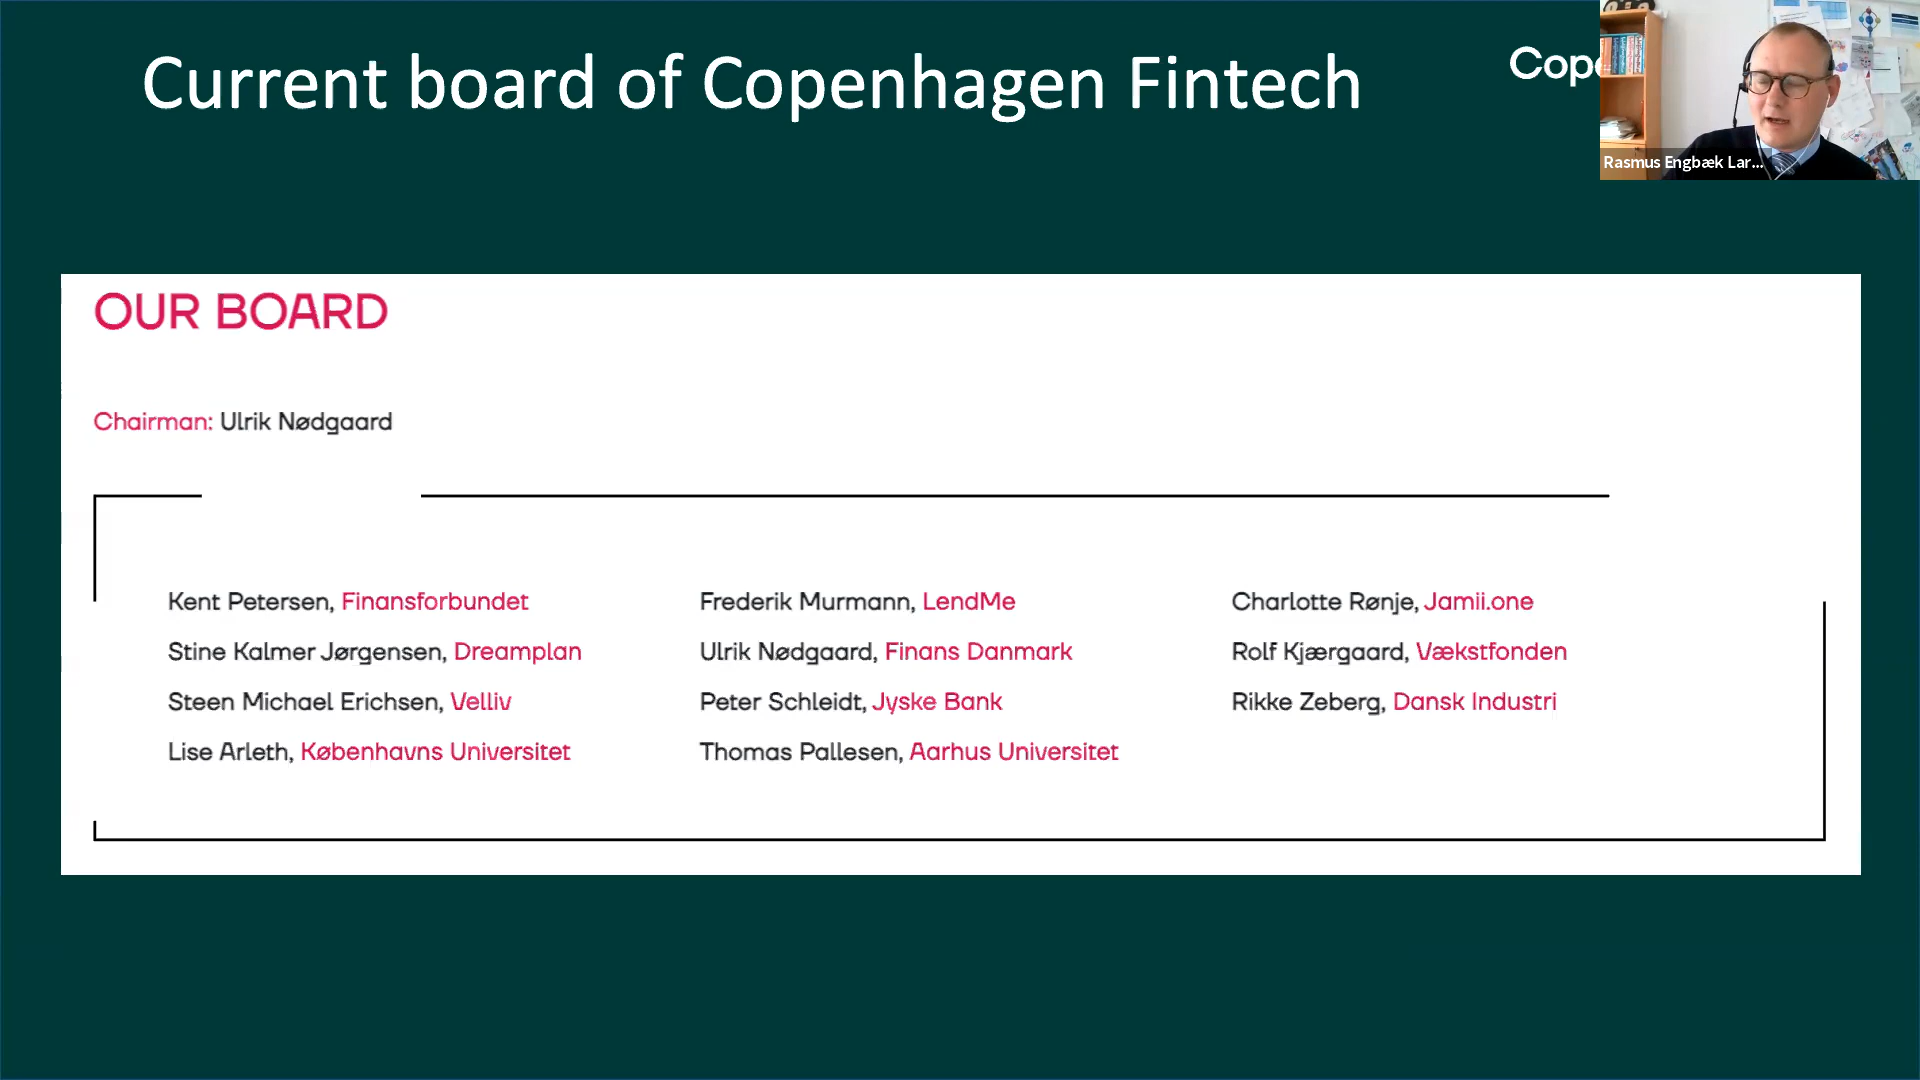 Current board of Copenhagen Fintech
Cope
Rasmus Engbæk Lar...
OUR BOARD
Chairman: Ulrik Nødgaard
Kent Petersen, Finansforbundet
Stine Kalmer Jørgensen, Dreamplan
Steen Michael Erichsen, Velliv
Lise Arleth, Københavns Universitet
Frederik Murmann, LendMe
Ulrik Nødgaard, Finans Danmark
Peter Schleidt, Jyske Bank
Thomas Pallesen, Aarhus Universitet
Charlotte Rønje, Jamii.one
Rolf Kjærgaard, Vækstfonden
Rikke Zeberg, Dansk Industri